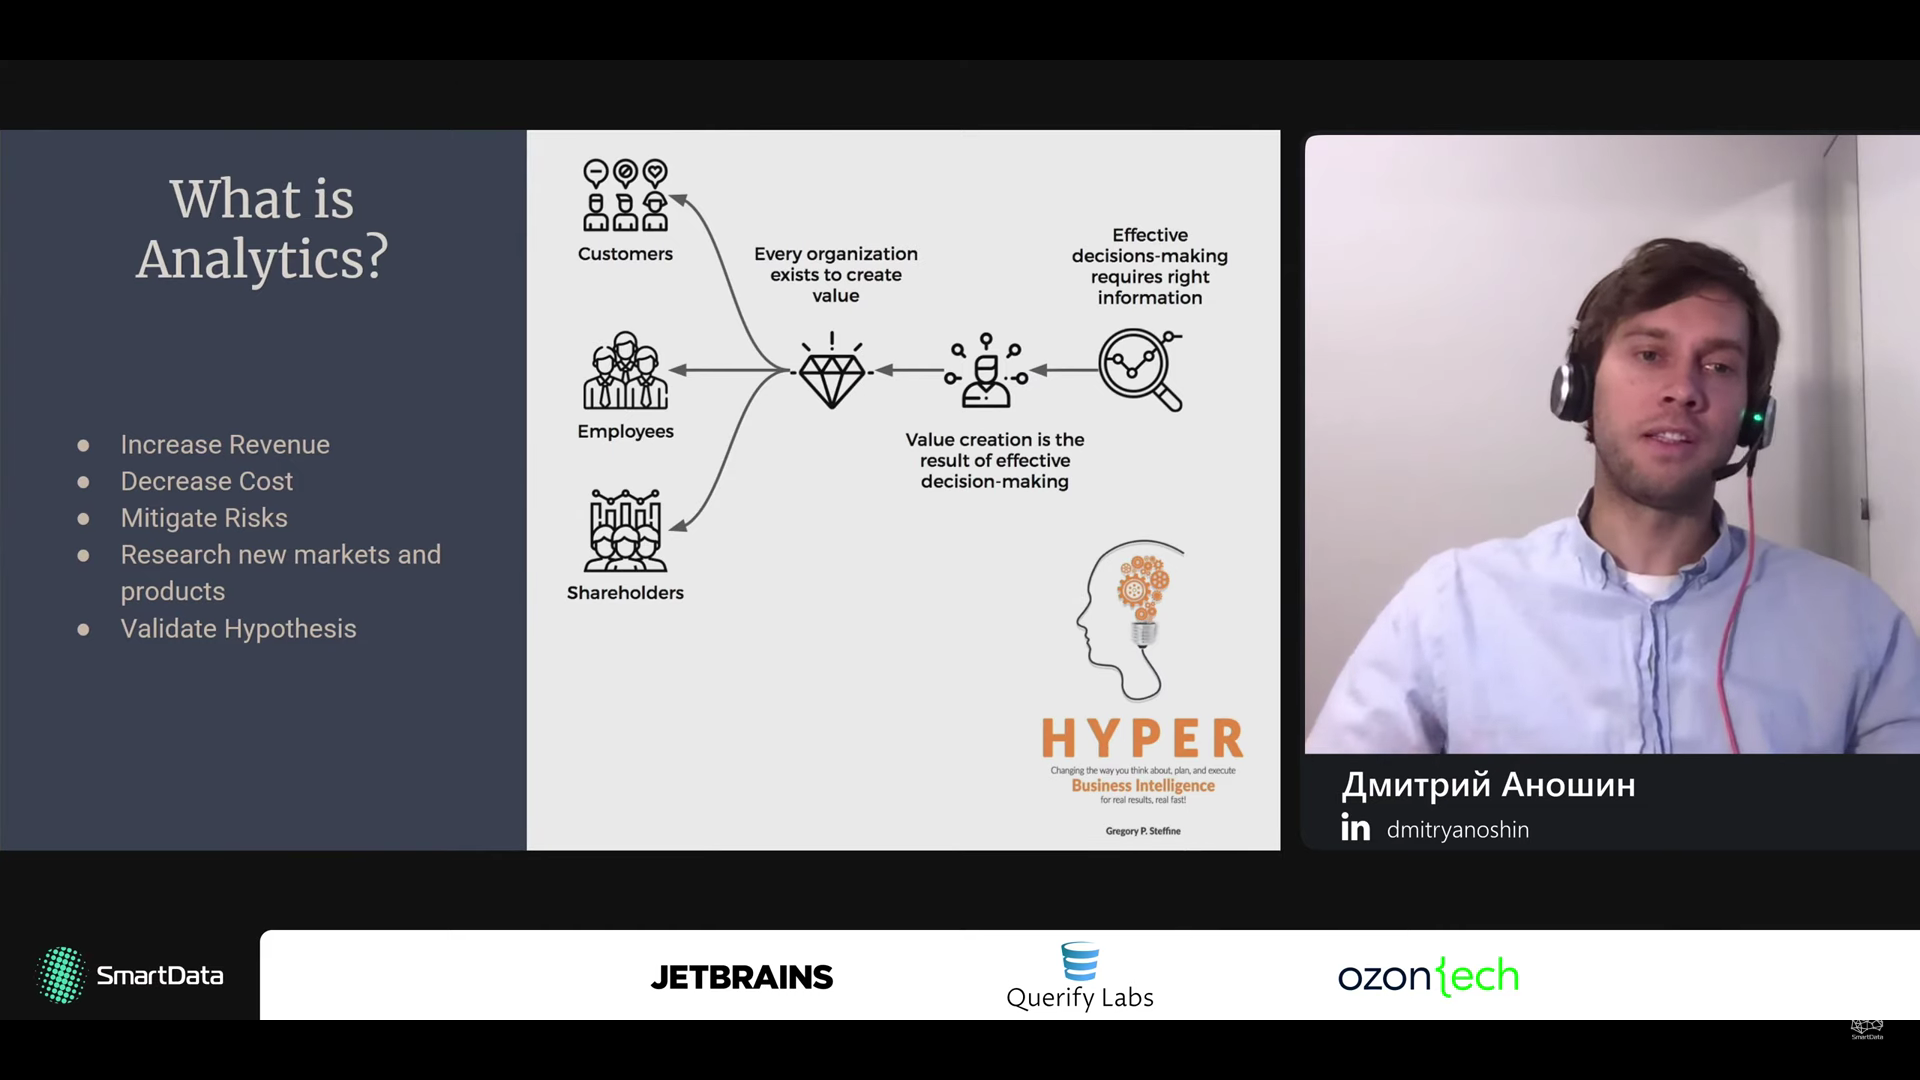 What is
Analytics?
Increase Revenue
Decrease Cost
Mitigate Risks
Research new markets and
products
Validate Hypothesis
Customers
Employees
Shareholders
Every organization
exists to create
value
Value creation is the
result of effective
decision-making
Effective
decisions-making
requires right
information
HYPER
Changing the way you think about, plan, and execute
Business Intelligence
for real results, real fast!
Gregory P. Steffine
Дмитрий Аношин
in dmitryanoshin
SmartData
JETBRAINS
Querify Labs
ozon{ech
SmartData